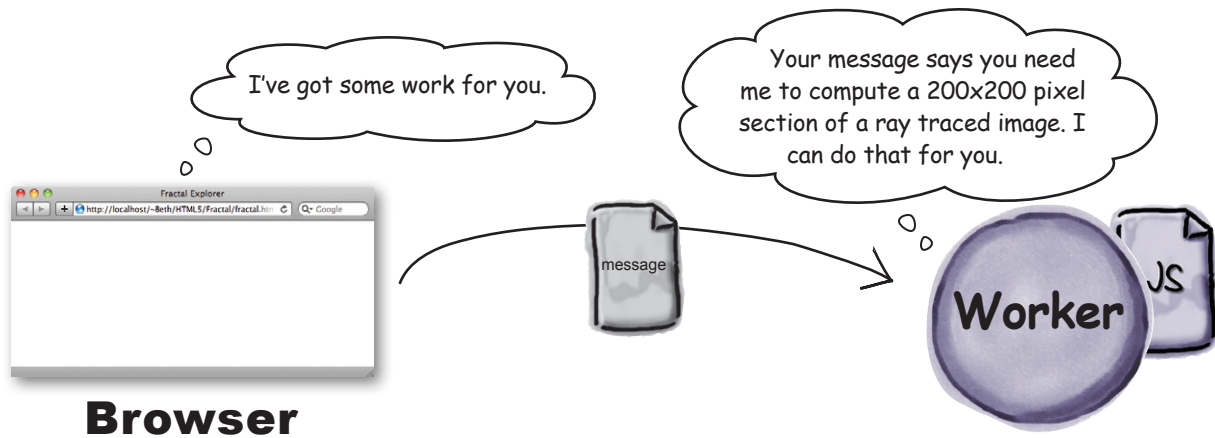 I've got some work for you.
Your message says you need
me to compute a 200x200 pixel
section of a ray traced image. I
can do that for you.
Fractal Explorer
http://localhost/~Beth/HTML5/Fractal/fractal.htm
Google
message
Worker
JS
Browser